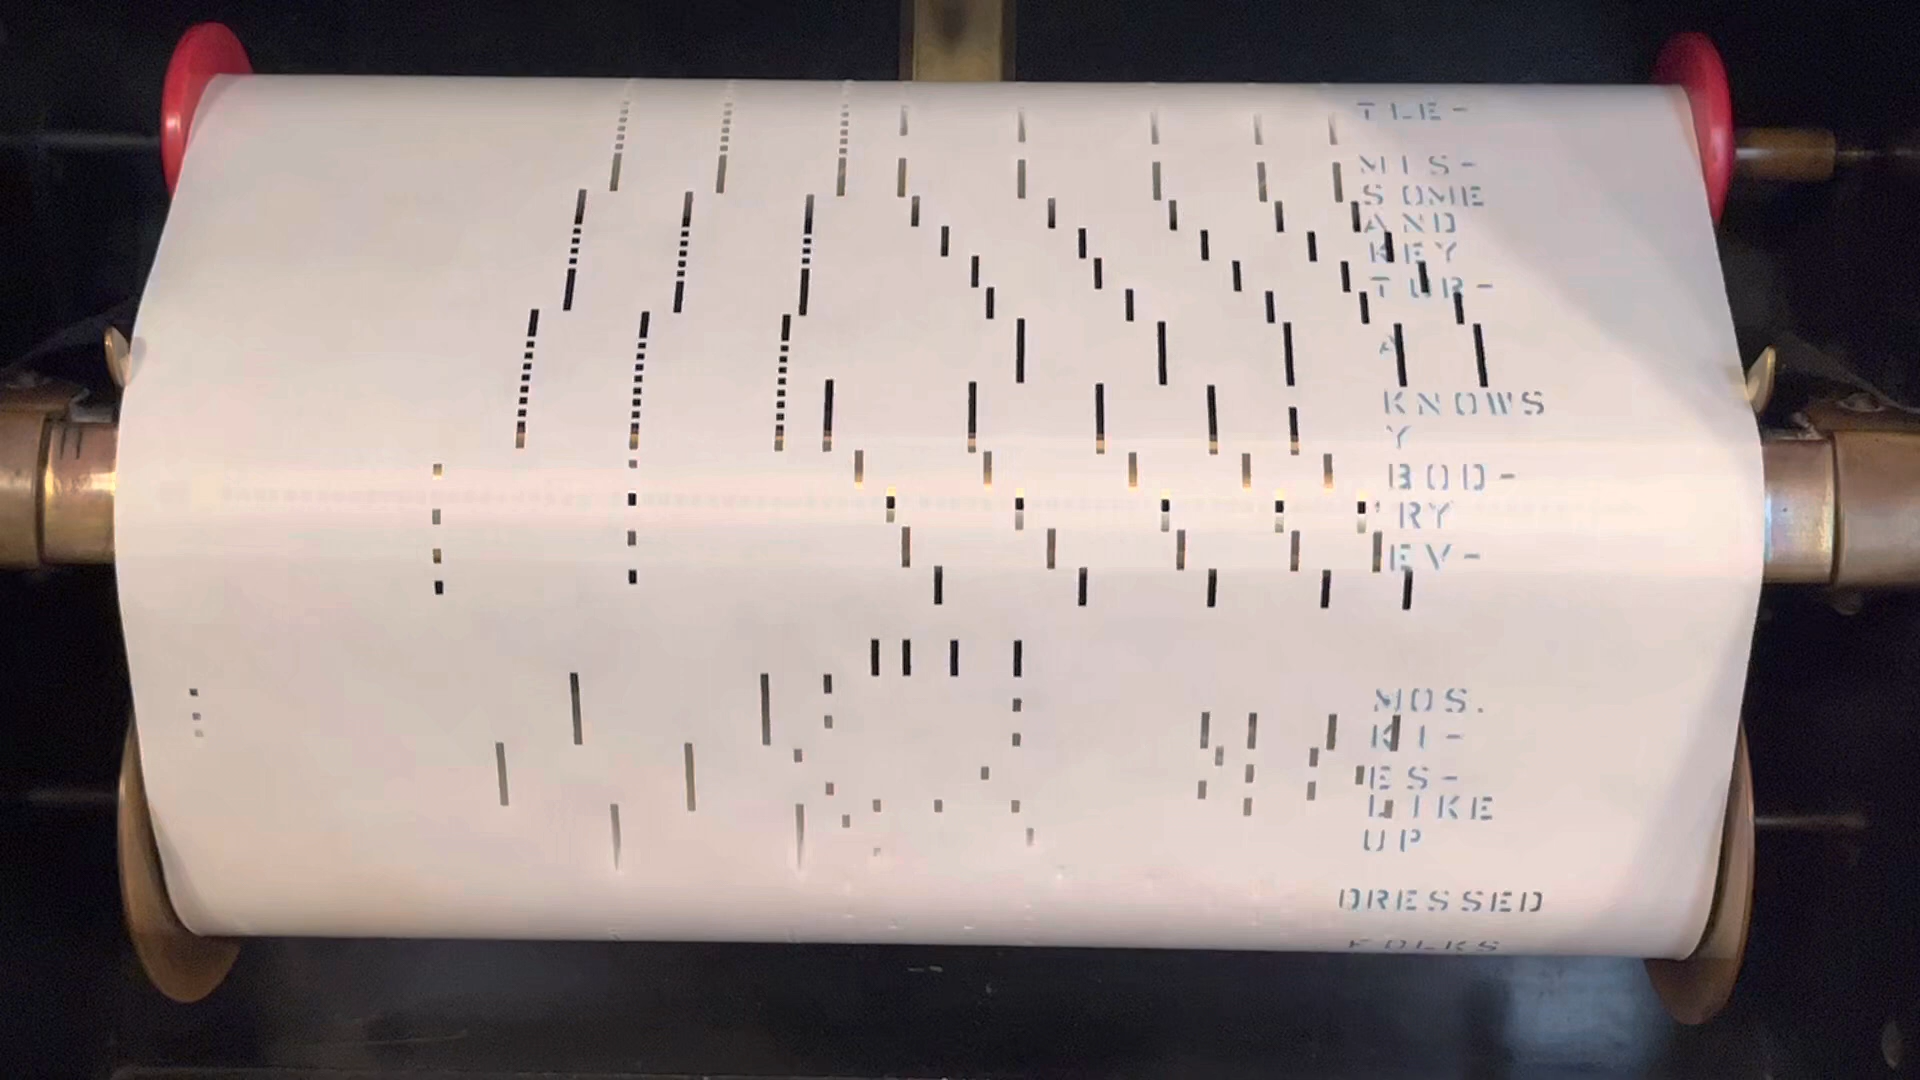 TLE-
MIS-
SOME
AND
KEY
TUR-
A
KNOWS
Y
BOD-
RY
EV-
MOS.
KI-
ES-
LIKE
UP
DRESSED
FOLKS